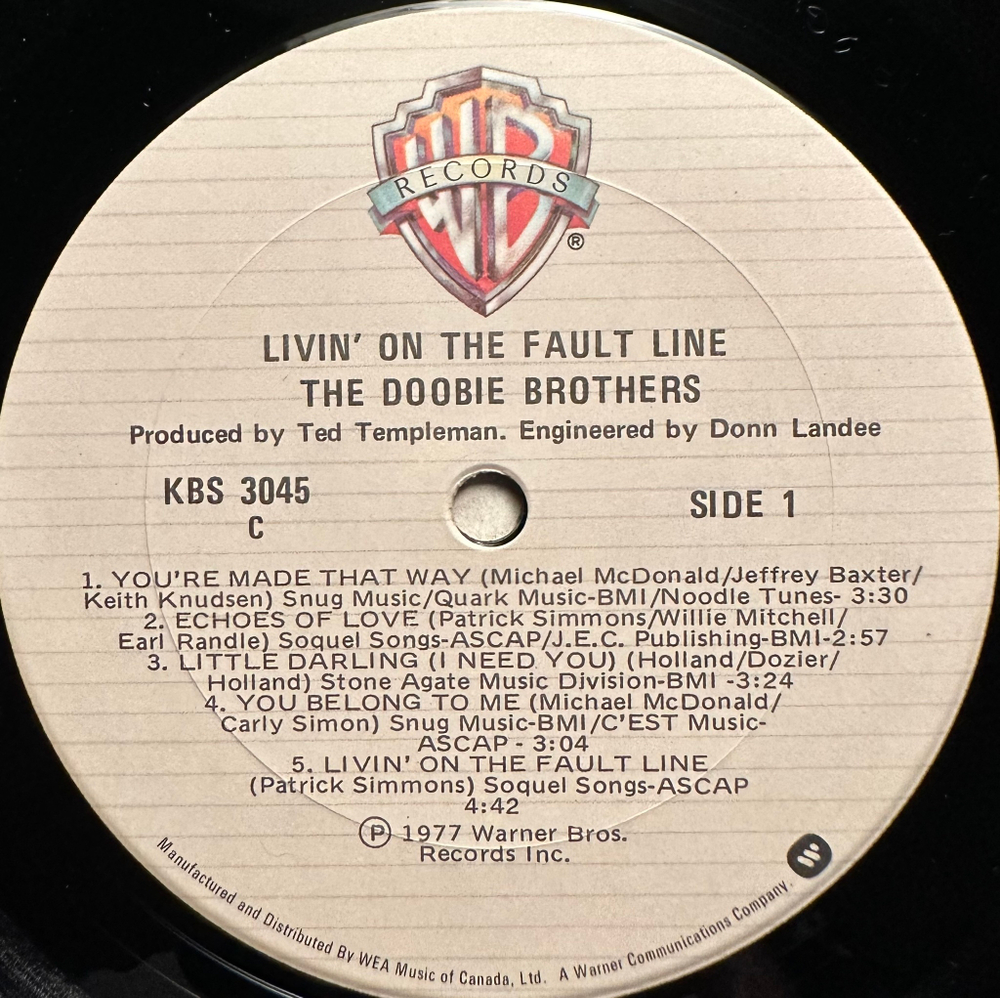 WB
RECORDS
®
LIVIN' ON THE FAULT LINE
THE DOOBIE BROTHERS
Produced by Ted Templeman. Engineered by Donn Landee
KBS 3045
C
SIDE 1
1. YOU'RE MADE THAT WAY (Michael McDonald/Jeffrey Baxter/
Keith Knudsen) Snug Music/Quark Music-BMI/Noodle Tunes- 3:30
2. ECHOES OF LOVE (Patrick Simmons/Willie Mitchell/
Earl Randle) Soquel Songs-ASCAP/J.E.C. Publishing-BMI-2:57
3. LITTLE DARLING (I NEED YOU) (Holland/Dozier/
Holland) Stone Agate Music Division-BMI -3:24
4. YOU BELONG TO ME (Michael McDonald/
Carly Simon) Snug Music-BMI/C'EST Music-
ASCAP - 3:04
5. LIVIN' ON THE FAULT LINE
(Patrick Simmons) Soquel Songs-ASCAP
4:42
Ⓟ 1977 Warner Bros.
Records Inc.
Manufactured and Distributed By WEA Music of Canada, Ltd. A Warner Communications Company.